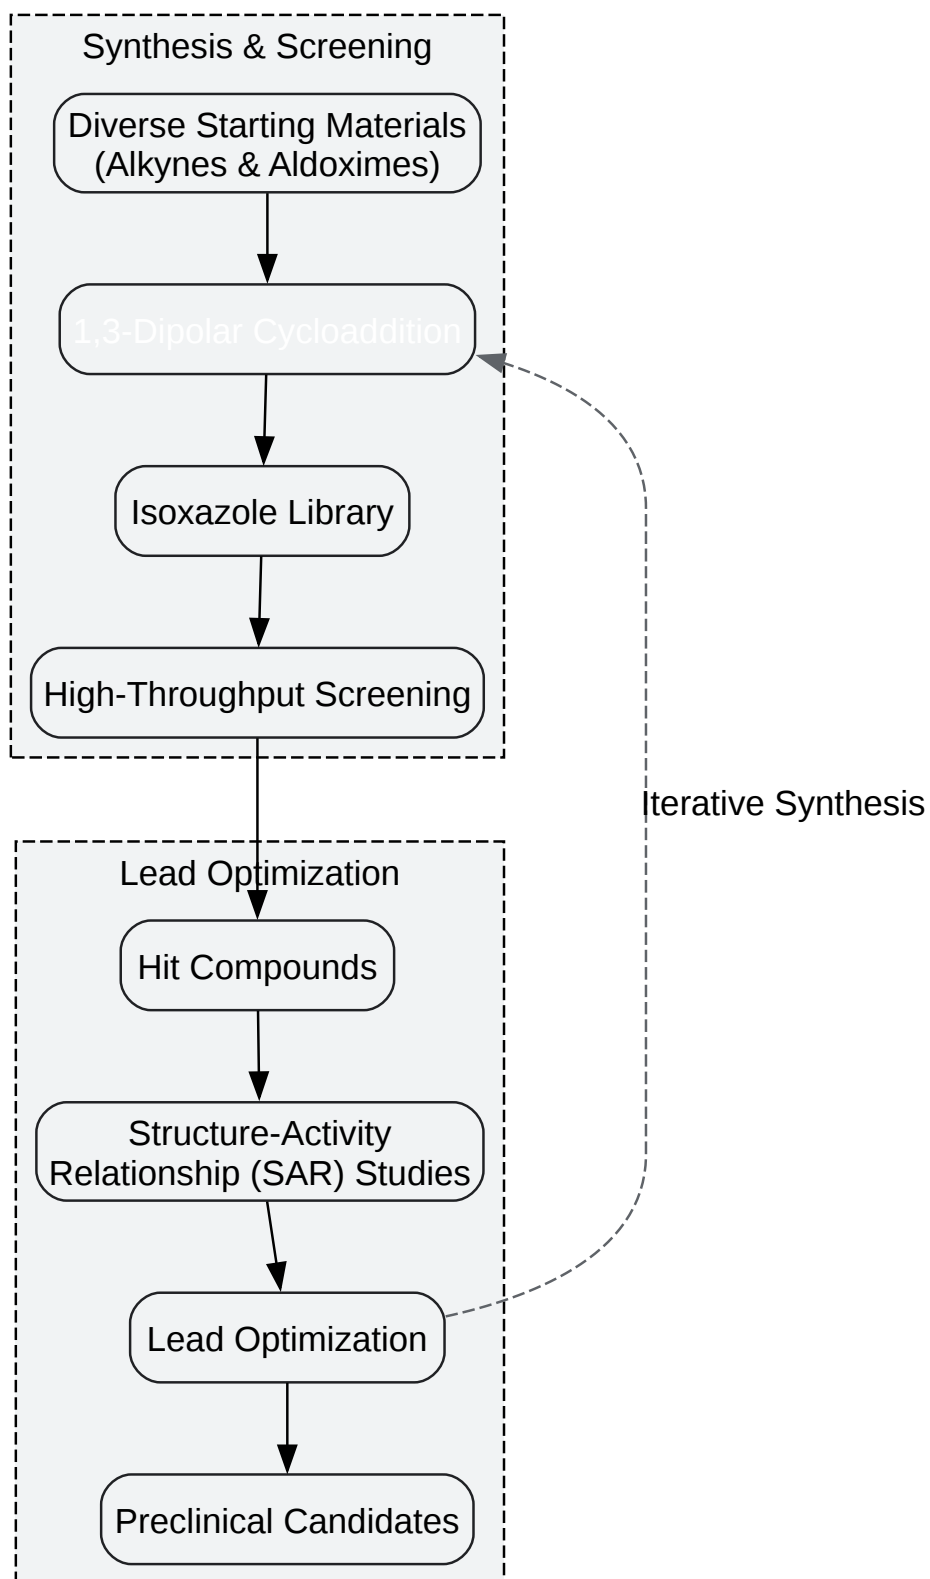 Synthesis & Screening
Diverse Starting Materials
(Alkynes & Aldoximes)
1,3-Dipolar Cycloaddition
Isoxazole Library
High-Throughput Screening
Iterative Synthesis
Lead Optimization
Hit Compounds
Structure-Activity
Relationship (SAR) Studies
Lead Optimization
Preclinical Candidates